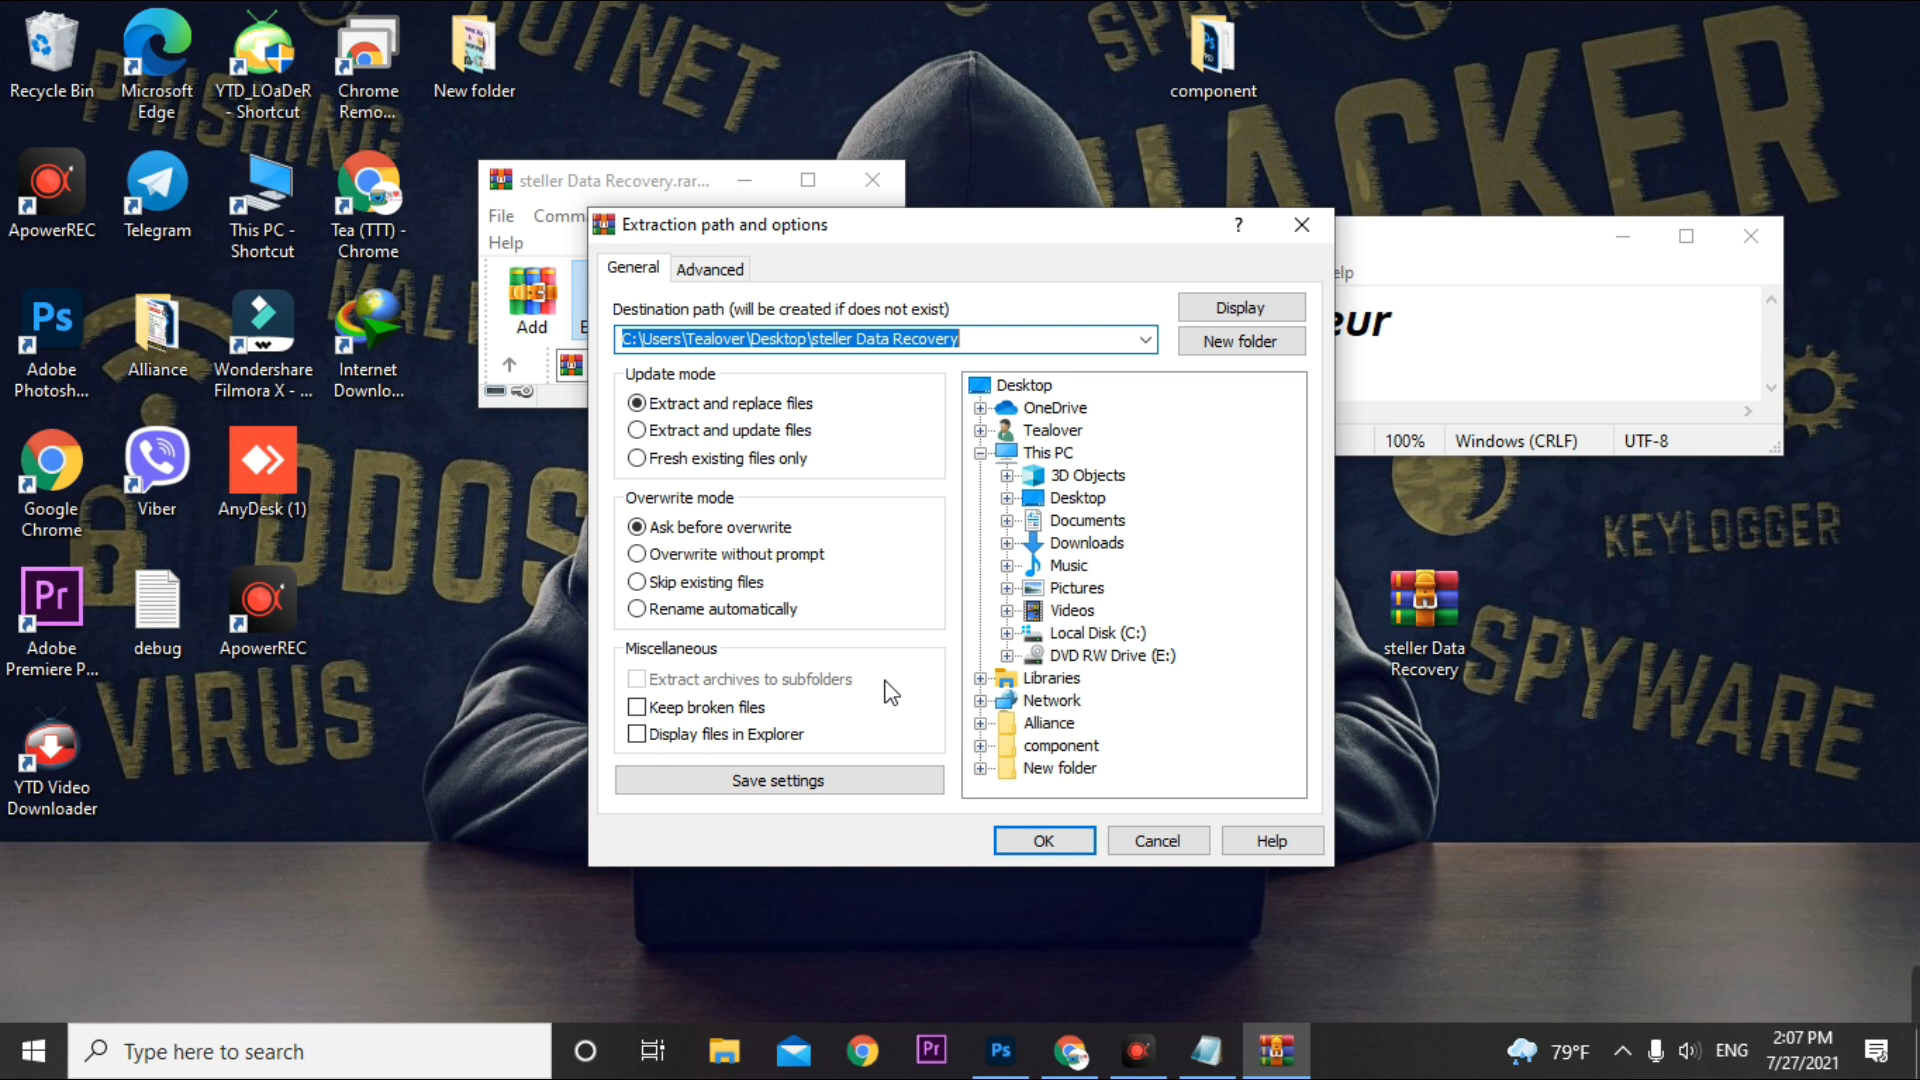 Recycle Bin
Microsoft
Edge
YTD_LOaDeR
- Shortcut
Chrome
Remo...
New folder
component
ApowerREC
Telegram
This PC -
Shortcut
Tea (TTT) -
Chrome
Adobe
Photosh...
Alliance
Wondershare
Filmora X - ...
Internet
Downlo...
Google
Chrome
Viber
AnyDesk (1)
Adobe
Premiere P...
debug
ApowerREC
YTD Video
Downloader
steller Data
Recovery
PHISHING
DOTNET
HACKER
DDOS
VIRUS
KEYLOGGER
SPYWARE
steller Data Recovery.rar...
File
Help
Add
Extraction path and options
?
General
Advanced
Destination path (will be created if does not exist)
C:\Users\Tealover\Desktop\steller Data Recovery
Display
New folder
Update mode
Extract and replace files
Extract and update files
Fresh existing files only
Overwrite mode
Ask before overwrite
Overwrite without prompt
Skip existing files
Rename automatically
Miscellaneous
Extract archives to subfolders
Keep broken files
Display files in Explorer
Save settings
Desktop
OneDrive
Tealover
This PC
3D Objects
Desktop
Documents
Downloads
Music
Pictures
Videos
Local Disk (C:)
DVD RW Drive (E:)
Libraries
Network
Alliance
component
New folder
OK
Cancel
Help
eur
100%
Windows (CRLF)
UTF-8
Type here to search
79°F
ENG
2:07 PM
7/27/2021